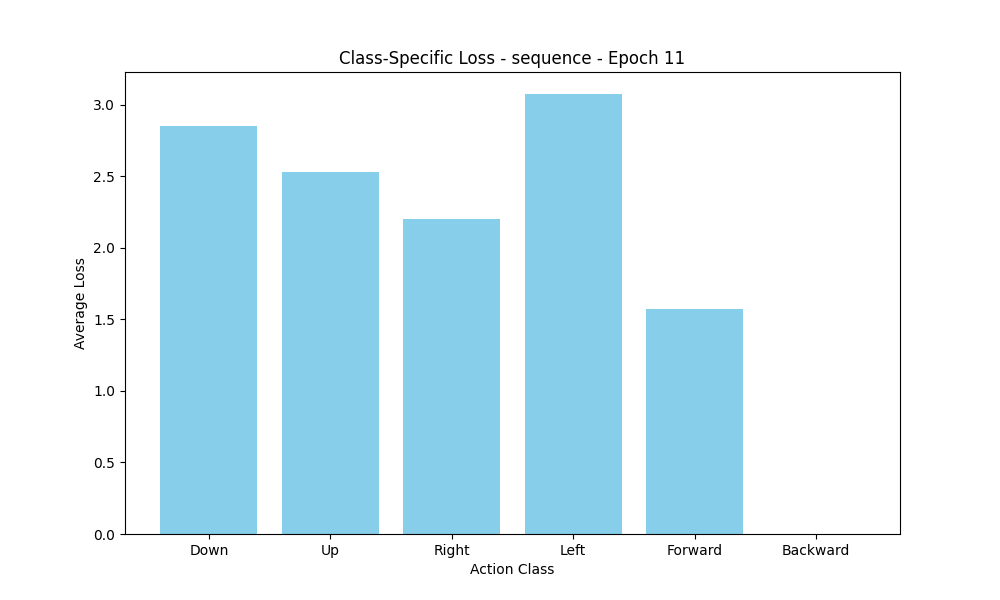 Class-Specific Loss - sequence - Epoch 11
3.0
2.5
2.0
1.5
1.0
0.5
0.0
Average Loss
Down Up Right Left Forward Backward
Action Class